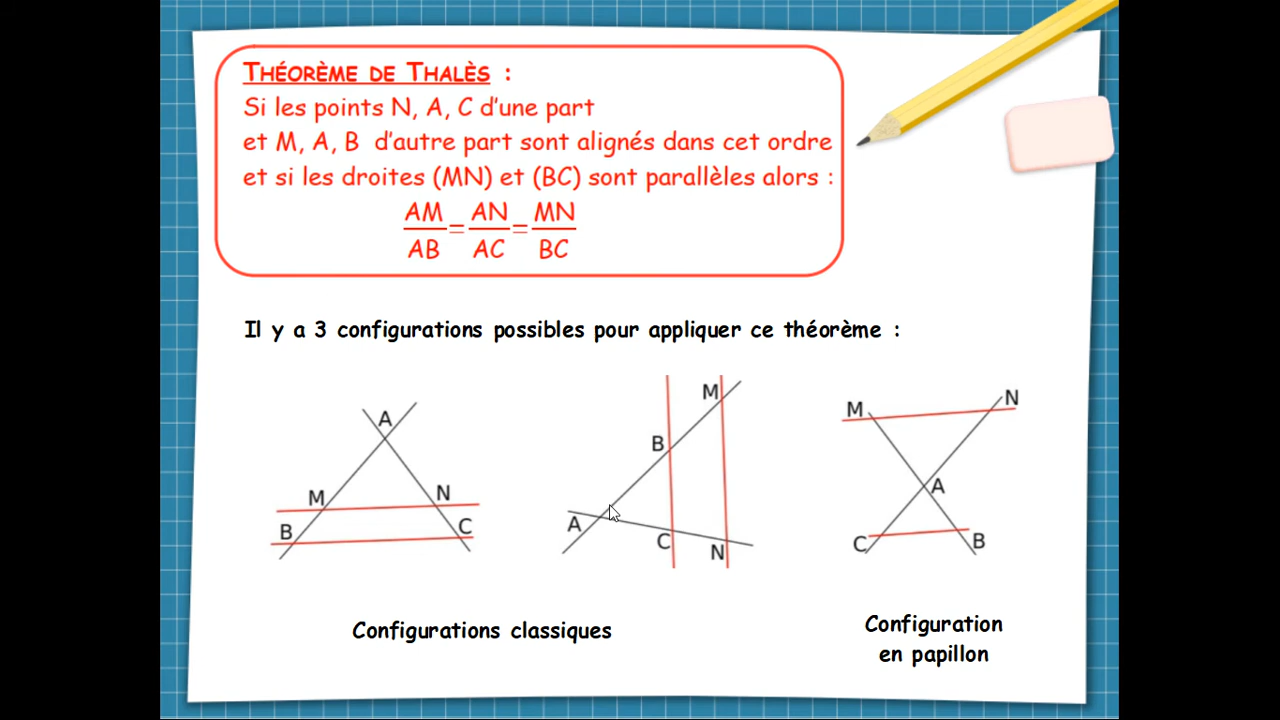 THÉORÈME DE THALÈS :
Si les points N, A, C d'une part
et M, A, B d'autre part sont alignés dans cet ordre
et si les droites (MN) et (BC) sont parallèles alors :
AM/AB = AN/AC = MN/BC
Il y a 3 configurations possibles pour appliquer ce théorème :
A
M
N
B
C
M
B
A
C
N
M
N
A
C
B
Configurations classiques
Configuration
en papillon